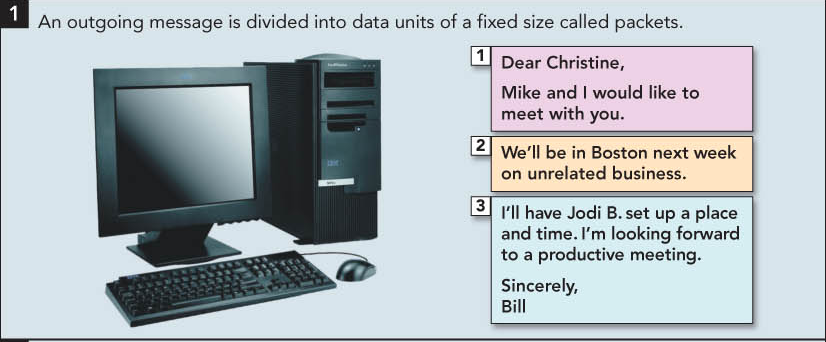 1
An outgoing message is divided into data units of a fixed size called packets.
1
Dear Christine,
Mike and I would like to
meet with you.
2
We'll be in Boston next week
on unrelated business.
3
I'll have Jodi B. set up a place
and time. I'm looking forward
to a productive meeting.
Sincerely,
Bill
IBM